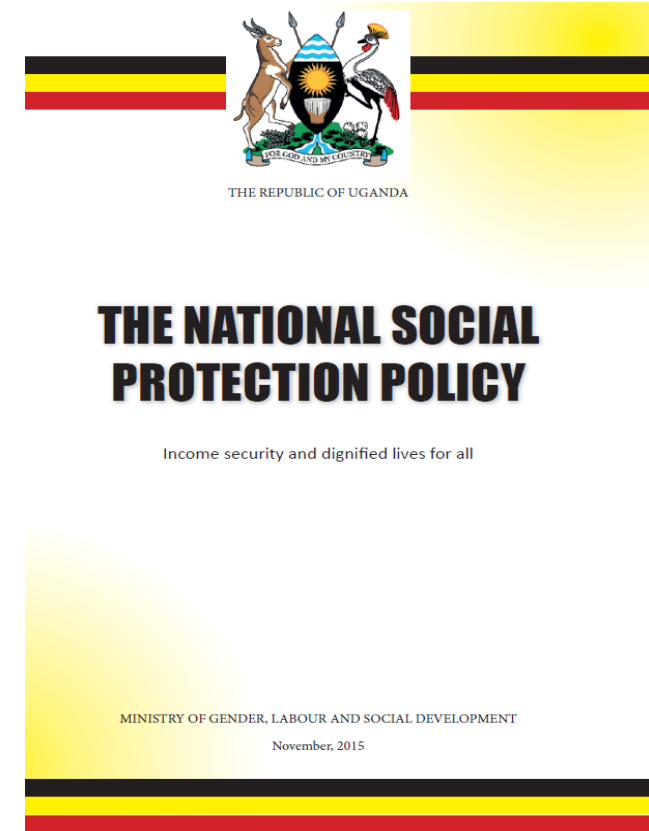 FOR GOD AND MY COUNTRY
THE REPUBLIC OF UGANDA
THE NATIONAL SOCIAL
PROTECTION POLICY
Income security and dignified lives for all
MINISTRY OF GENDER, LABOUR AND SOCIAL DEVELOPMENT
November, 2015